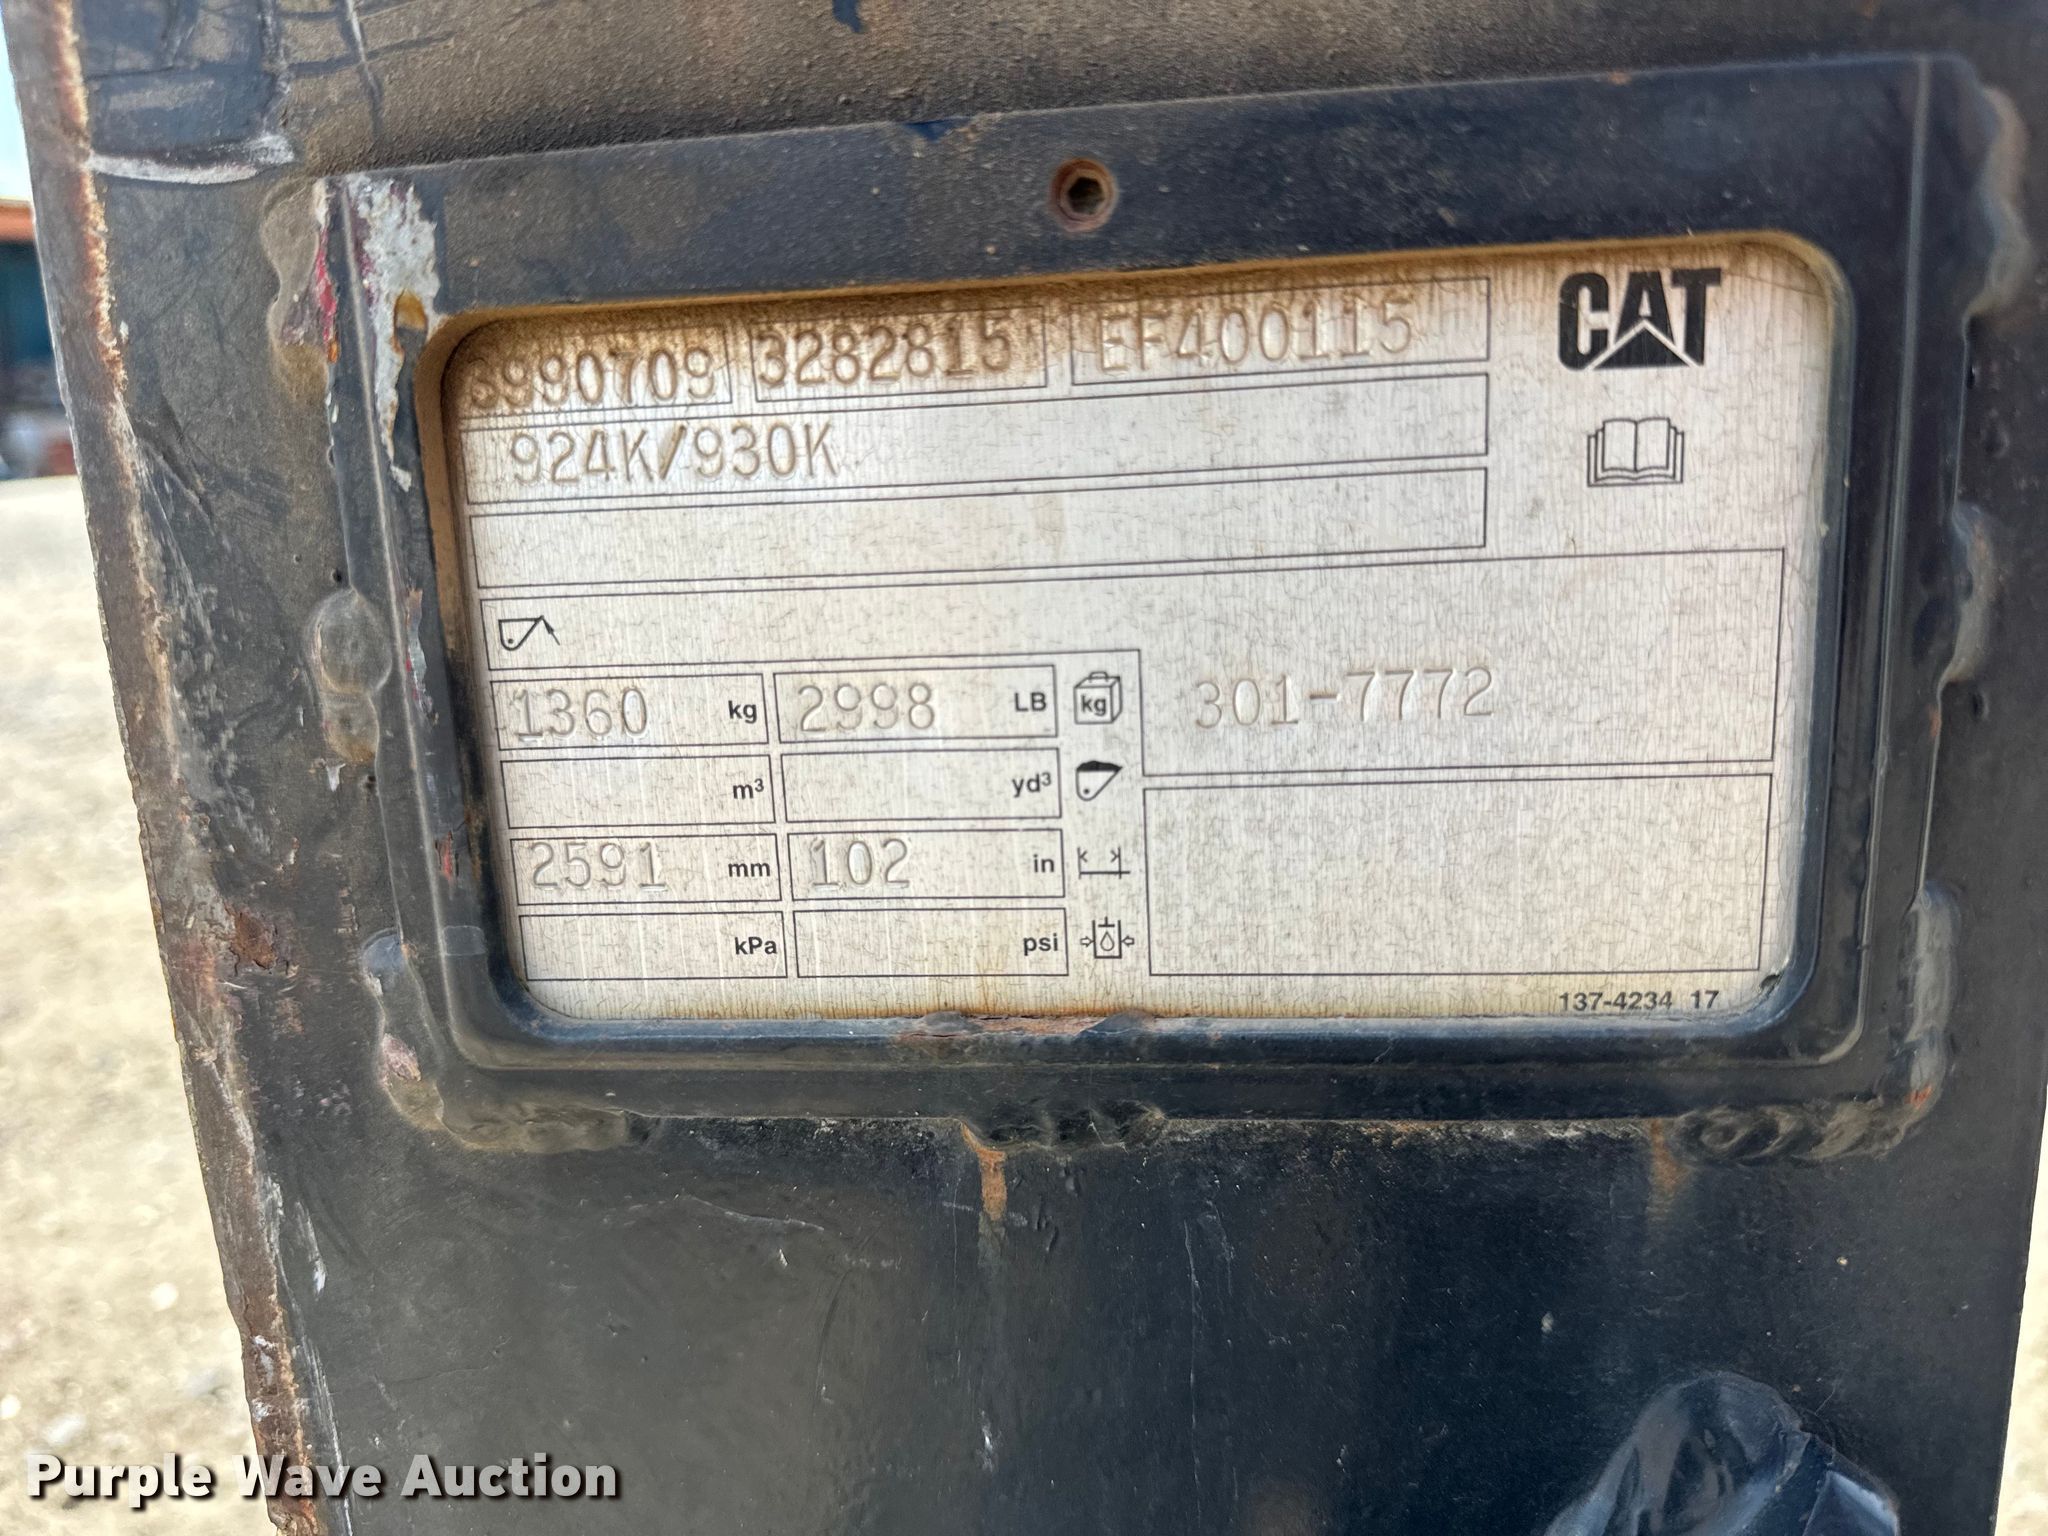 3282815 EF400115 CAT
924K/930K
1360 kg 2998 LB kg 301-7772
m³ yd³
2591 mm 102 in
kPa psi
137-4234 17
Purple Wave Auction